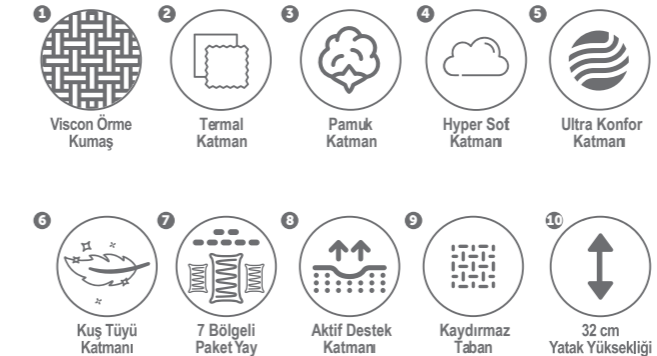 1
2
3
4
5
Viscon Örme
Kumaş
Termal
Katman
Pamuk
Katman
Hyper Sof
Katmanı
Ultra Konfor
Katmanı
6
7
8
9
10
Kuş Tüyü
Katmanı
7 Bölgeli
Paket Yay
Aktif Destek
Katmanı
Kaydırmaz
Taban
32 cm
Yatak Yüksekliği